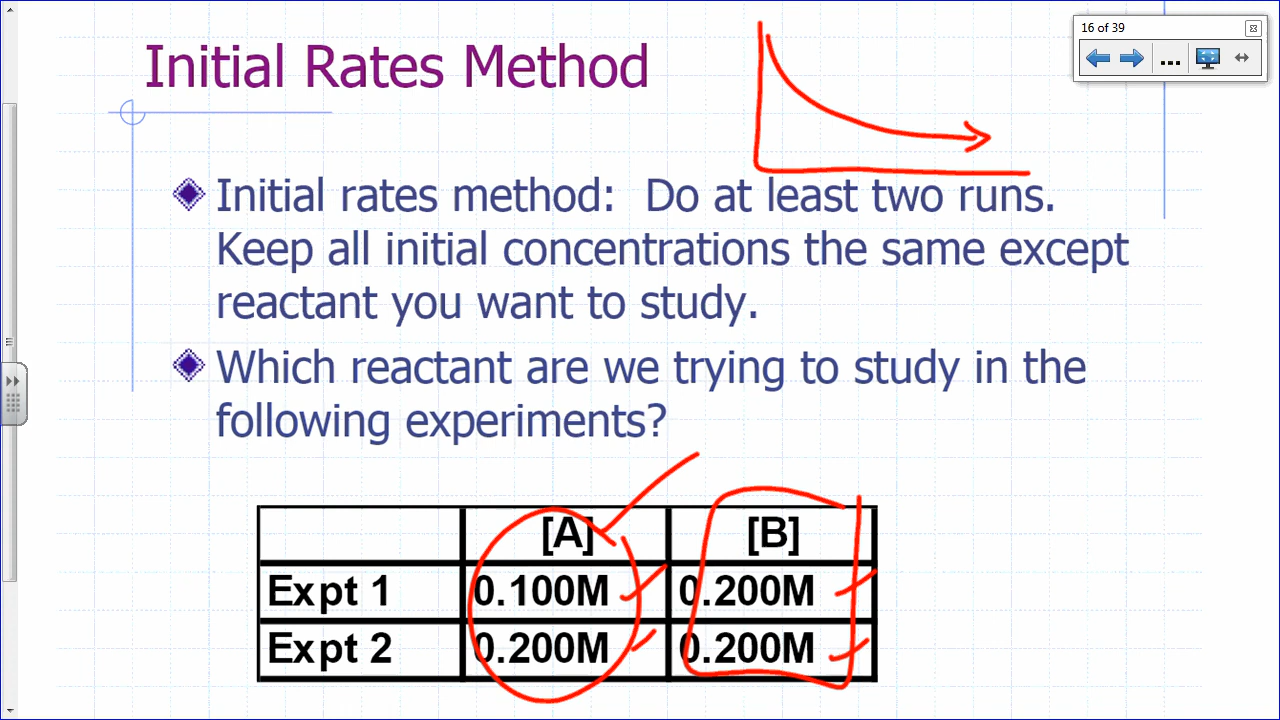 Initial Rates Method
16 of 39
Initial rates method: Do at least two runs.
Keep all initial concentrations the same except
reactant you want to study.
Which reactant are we trying to study in the
following experiments?
[A] [B]
Expt 1 0.100M 0.200M
Expt 2 0.200M 0.200M